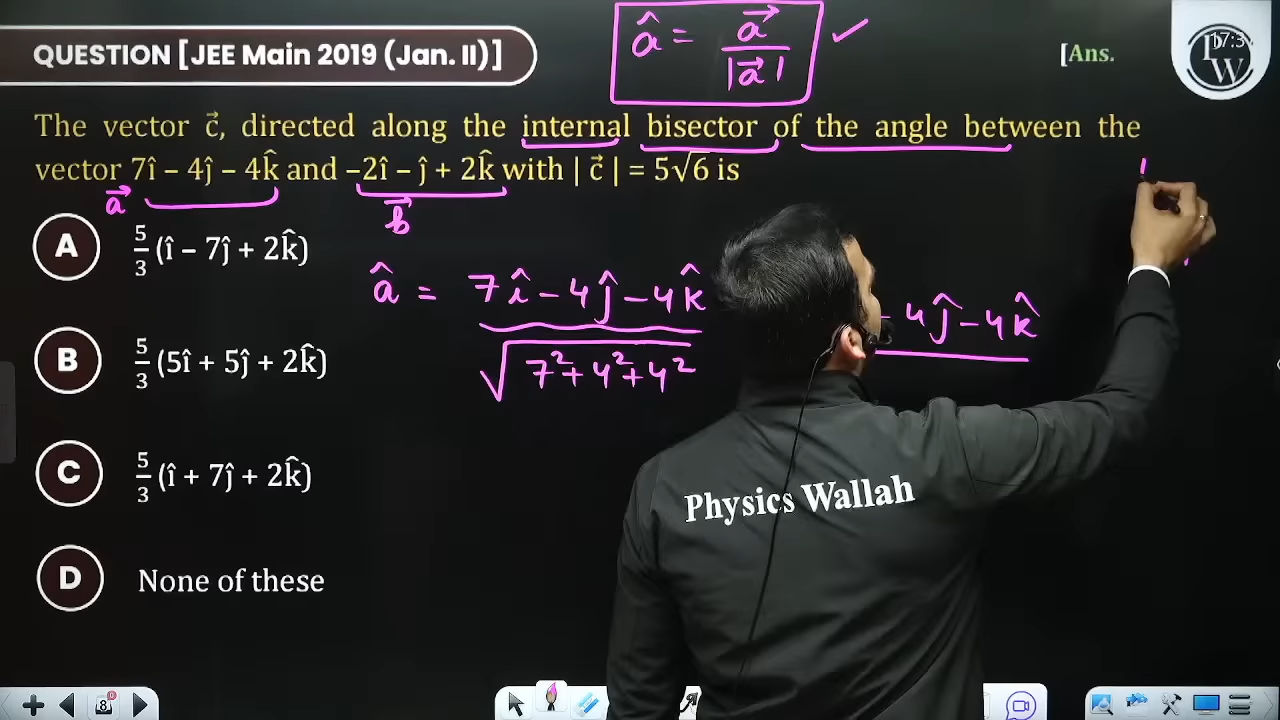 QUESTION [JEE Main 2019 (Jan. II)]
â = a⃗ / |a⃗| ✓
[Ans.
PW
The vector c⃗, directed along the internal bisector of the angle between the
vector 7î – 4ĵ – 4k̂ and –2î – ĵ + 2k̂ with | c⃗ | = 5√6 is
a⃗
b⃗
A 5/3 (î – 7ĵ + 2k̂)
B 5/3 (5î + 5ĵ + 2k̂)
C 5/3 (î + 7ĵ + 2k̂)
D None of these
â = 7î – 4ĵ – 4k̂ / √7²+4²+4²
– 4ĵ – 4k̂
Physics Wallah